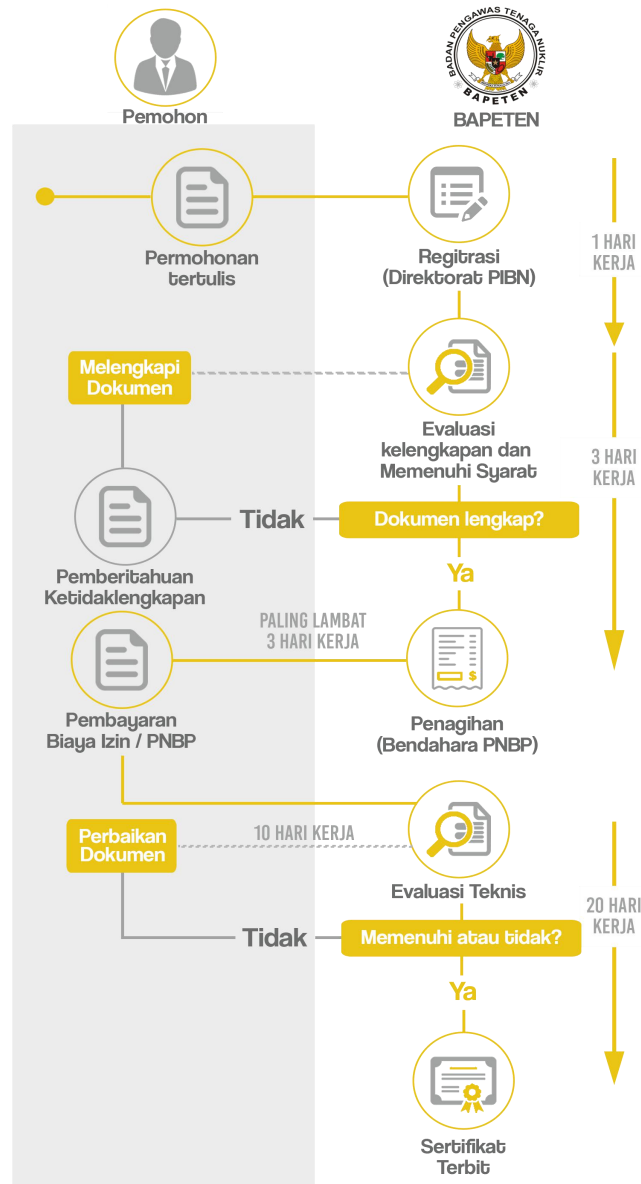 BADAN PENGAWAS TENAGA NUKLIR
BAPETEN
Pemohon
BAPETEN
Permohonan
tertulis
Regitrasi
(Direktorat PIBN)
1 HARI
KERJA
Melengkapi
Dokumen
Evaluasi
kelengkapan dan
Memenuhi Syarat
3 HARI
KERJA
Tidak
Dokumen lengkap?
Pemberitahuan
Ketidaklengkapan
Ya
PALING LAMBAT
3 HARI KERJA
$
Pembayaran
Biaya Izin / PNBP
Penagihan
(Bendahara PNBP)
Perbaikan
Dokumen
10 HARI KERJA
Evaluasi Teknis
20 HARI
KERJA
Tidak
Memenuhi atau tidak?
Ya
Sertifikat
Terbit